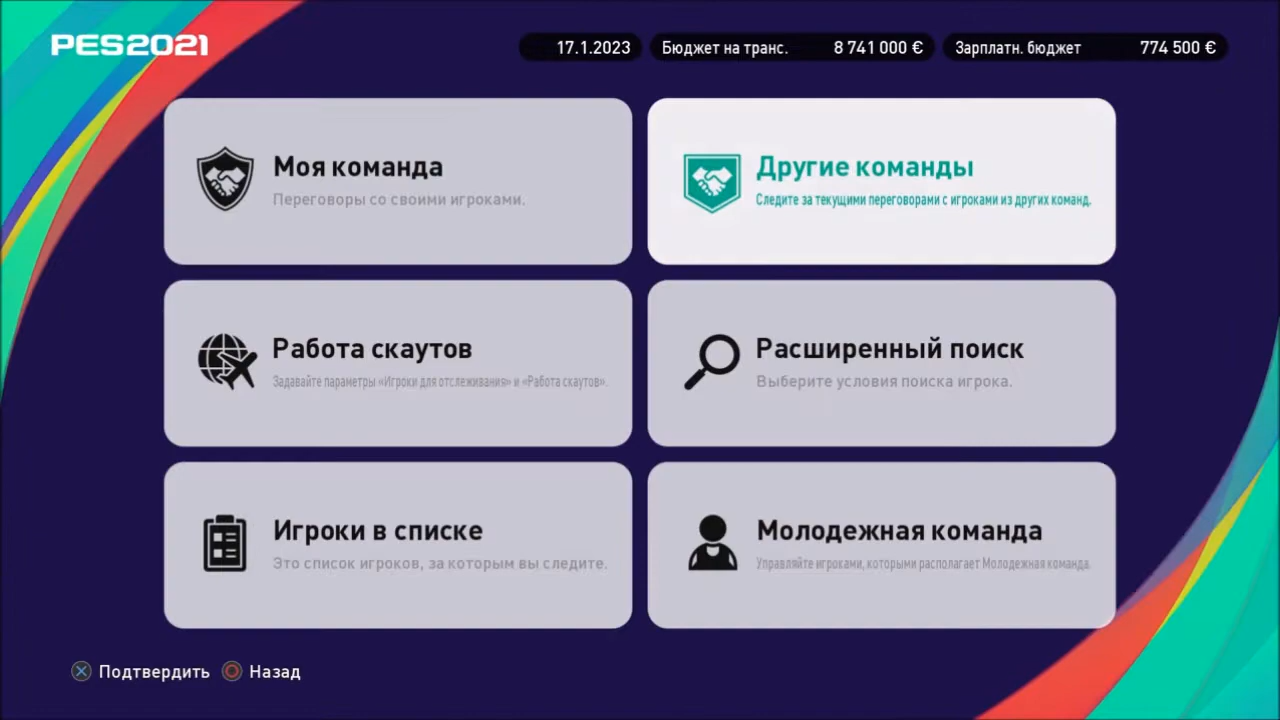 PES2021
17.1.2023 Бюджет на транс. 8 741 000 € Зарплатн. бюджет 774 500 €
Моя команда
Переговоры со своими игроками.
Другие команды
Следите за текущими переговорами с игроками из других команд.
Работа скаутов
Задавайте параметры «Игроки для отслеживания» и «Работа скаутов».
Расширенный поиск
Выберите условия поиска игрока.
Игроки в списке
Это список игроков, за которым вы следите.
Молодежная команда
Управляйте игроками, которыми располагает Молодежная команда.
Подтвердить Назад